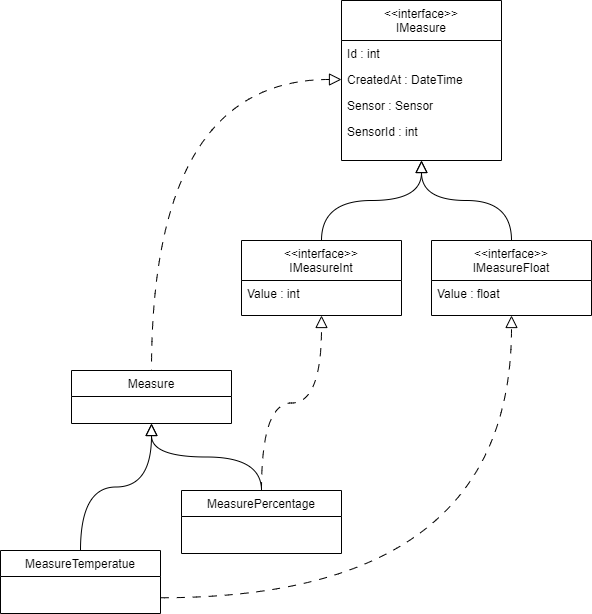 <<interface>>
IMeasure
Id : int
CreatedAt : DateTime
Sensor : Sensor
SensorId : int
<<interface>>
IMeasureInt
Value : int
<<interface>>
IMeasureFloat
Value : float
Measure
MeasurePercentage
MeasureTemperatue